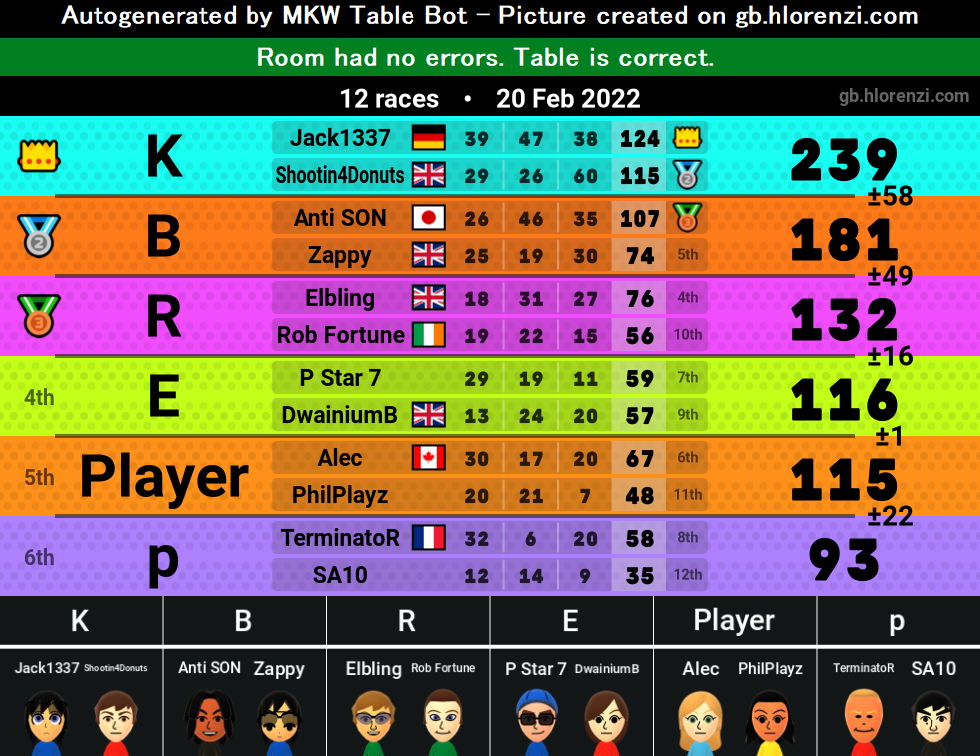 Autogenerated by MKW Table Bot – Picture created on gb.hlorenzi.com
Room had no errors. Table is correct.
12 races • 20 Feb 2022
gb.hlorenzi.com
K
Jack1337 39 47 38 124
Shootin4Donuts 29 26 60 115 2
239
±58
2 B
Anti SON 26 46 35 107 3
Zappy 25 19 30 74 5th
181
±49
3 R
Elbling 18 31 27 76 4th
Rob Fortune 19 22 15 56 10th
132
±16
4th E
P Star 7 29 19 11 59 7th
DwainiumB 13 24 20 57 9th
116
±1
5th Player
Alec 30 17 20 67 6th
PhilPlayz 20 21 7 48 11th
115
±22
6th p
TerminatoR 32 6 20 58 8th
SA10 12 14 9 35 12th
93
K B R E Player p
Jack1337 Shootin4Donuts Anti SON Zappy Elbling Rob Fortune P Star 7 DwainiumB Alec PhilPlayz TerminatoR SA10